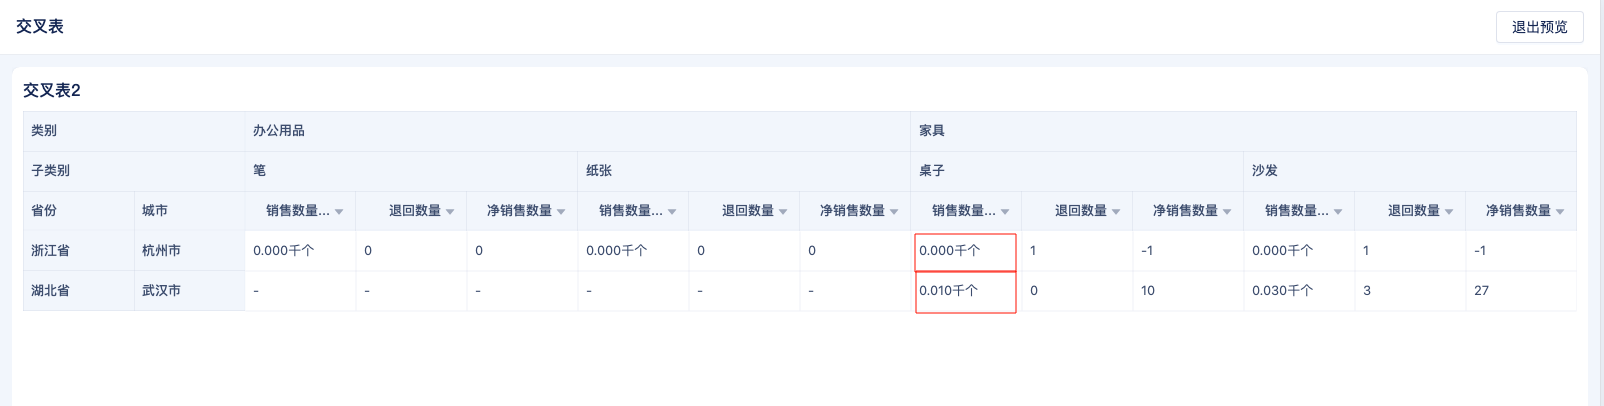 交叉表
退出预览
交叉表2
类别 办公用品 家具
子类别 笔 纸张 桌子 沙发
省份 城市 销售数量... 退回数量 净销售数量 销售数量... 退回数量 净销售数量 销售数量... 退回数量 净销售数量 销售数量... 退回数量 净销售数量
浙江省 杭州市 0.000千个 0 0 0.000千个 0 0 0.000千个 1 -1 0.000千个 1 -1
湖北省 武汉市 - - - - - - 0.010千个 0 10 0.030千个 3 27